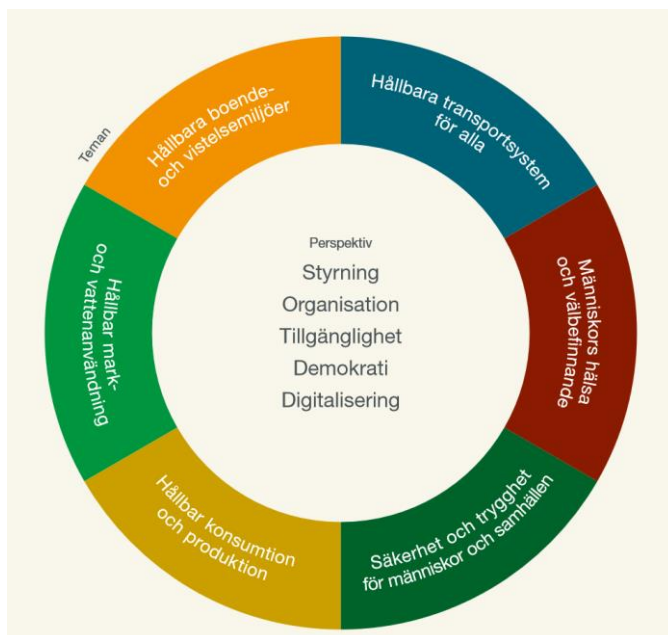 Teman
Hållbara boende-
och vistelsemiljöer
Hållbara transportsystem
för alla
Människors hälsa
och välbefinnande
Säkerhet och trygghet
för människor och samhällen
Hållbar konsumtion
och produktion
Hållbar mark-
och vattenanvändning
Perspektiv
Styrning
Organisation
Tillgänglighet
Demokrati
Digitalisering